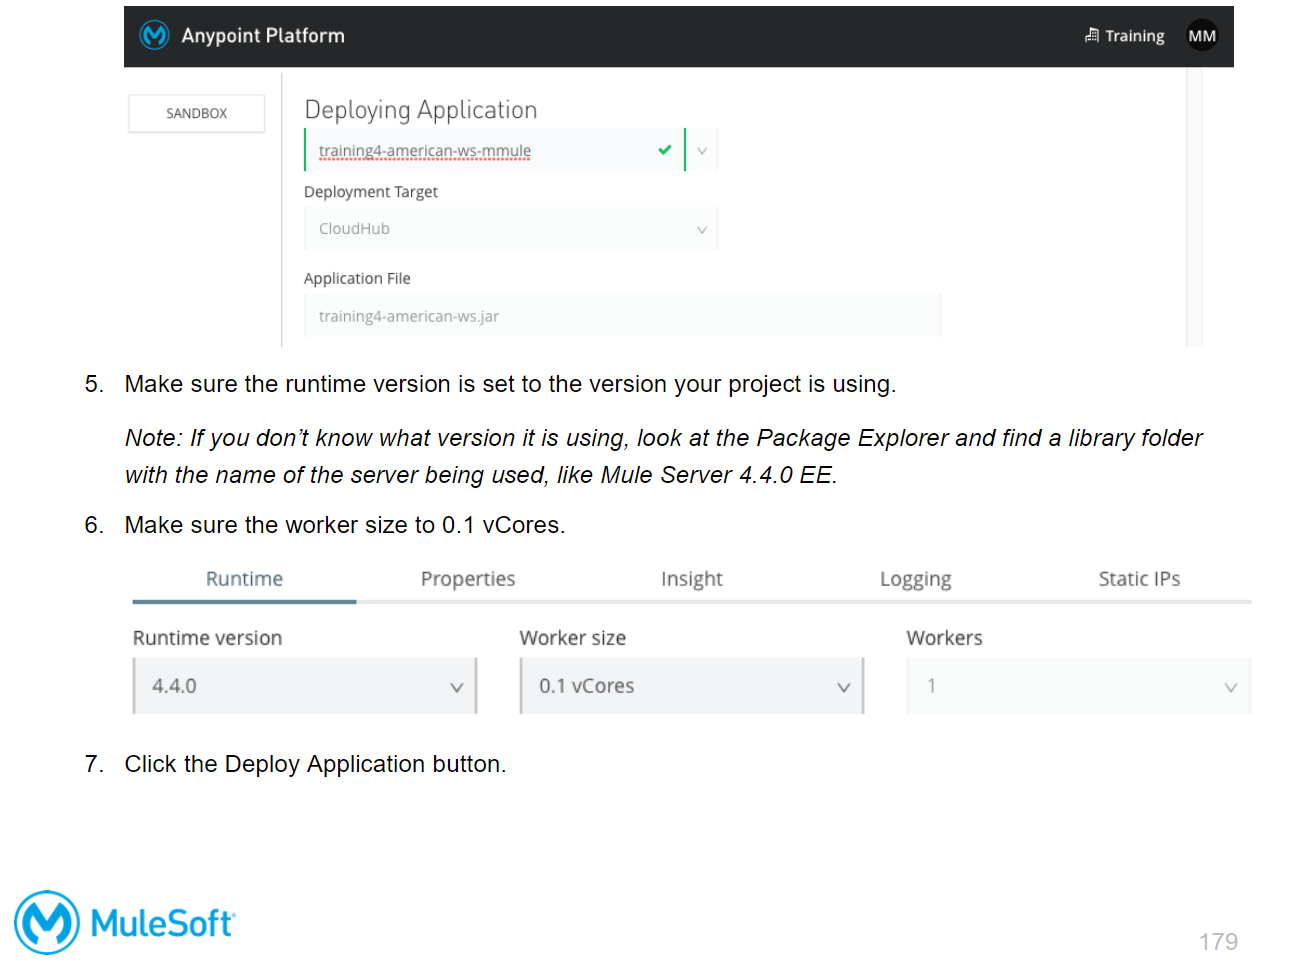 Anypoint Platform
Training MM
SANDBOX
Deploying Application
training4-american-ws-mmule
Deployment Target
CloudHub
Application File
training4-american-ws.jar
5. Make sure the runtime version is set to the version your project is using.
Note: If you don’t know what version it is using, look at the Package Explorer and find a library folder
with the name of the server being used, like Mule Server 4.4.0 EE.
6. Make sure the worker size to 0.1 vCores.
Runtime Properties Insight Logging Static IPs
Runtime version Worker size Workers
4.4.0 0.1 vCores 1
7. Click the Deploy Application button.
MuleSoft
179